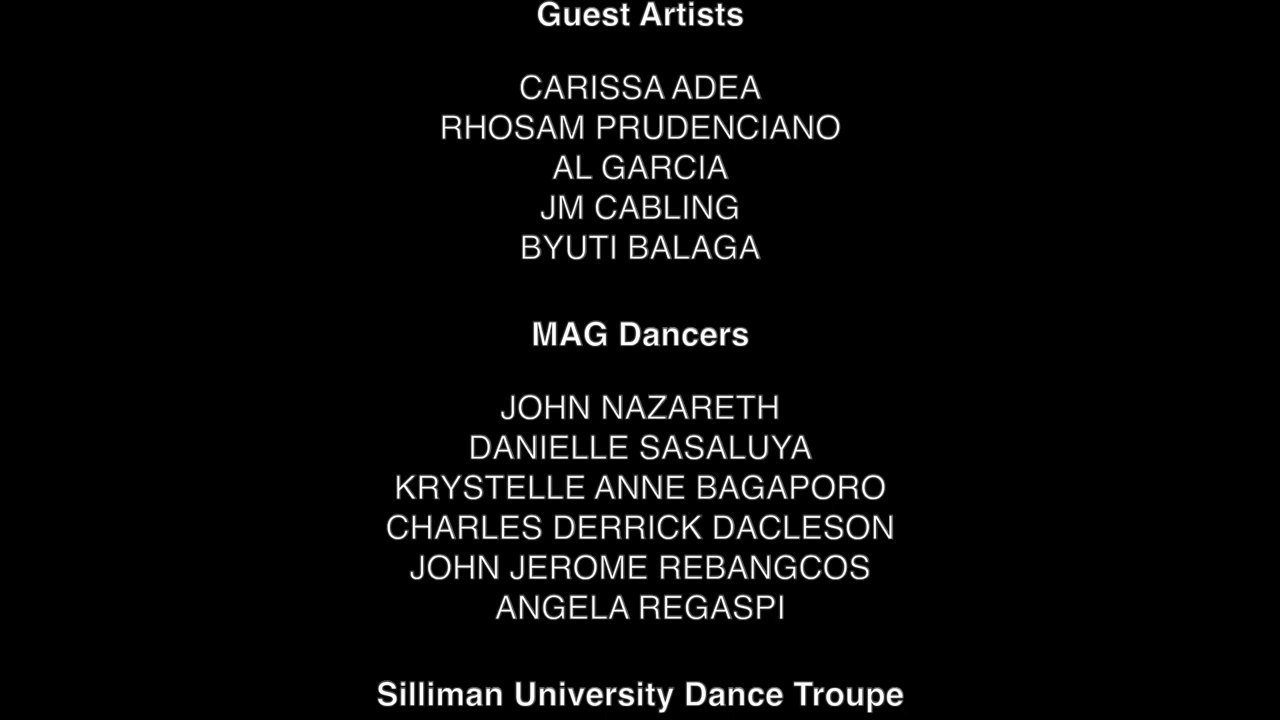 Guest Artists
CARISSA ADEA
RHOSAM PRUDENCIANO
AL GARCIA
JM CABLING
BYUTI BALAGA
MAG Dancers
JOHN NAZARETH
DANIELLE SASALUYA
KRYSTELLE ANNE BAGAPORO
CHARLES DERRICK DACLESON
JOHN JEROME REBANGCOS
ANGELA REGASPI
Silliman University Dance Troupe